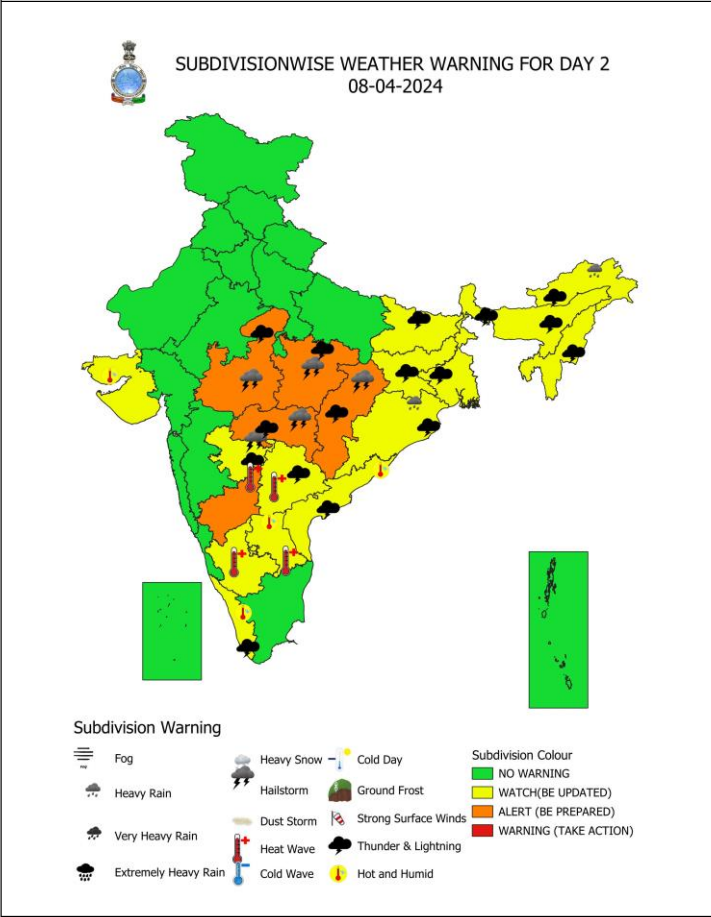 SUBDIVISIONWISE WEATHER WARNING FOR DAY 2
08-04-2024
Subdivision Warning
Fog
Heavy Rain
Very Heavy Rain
Extremely Heavy Rain
Heavy Snow
Hailstorm
Dust Storm
Heat Wave
Cold Wave
Cold Day
Ground Frost
Strong Surface Winds
Thunder & Lightning
Hot and Humid
Subdivision Colour
NO WARNING
WATCH(BE UPDATED)
ALERT (BE PREPARED)
WARNING (TAKE ACTION)